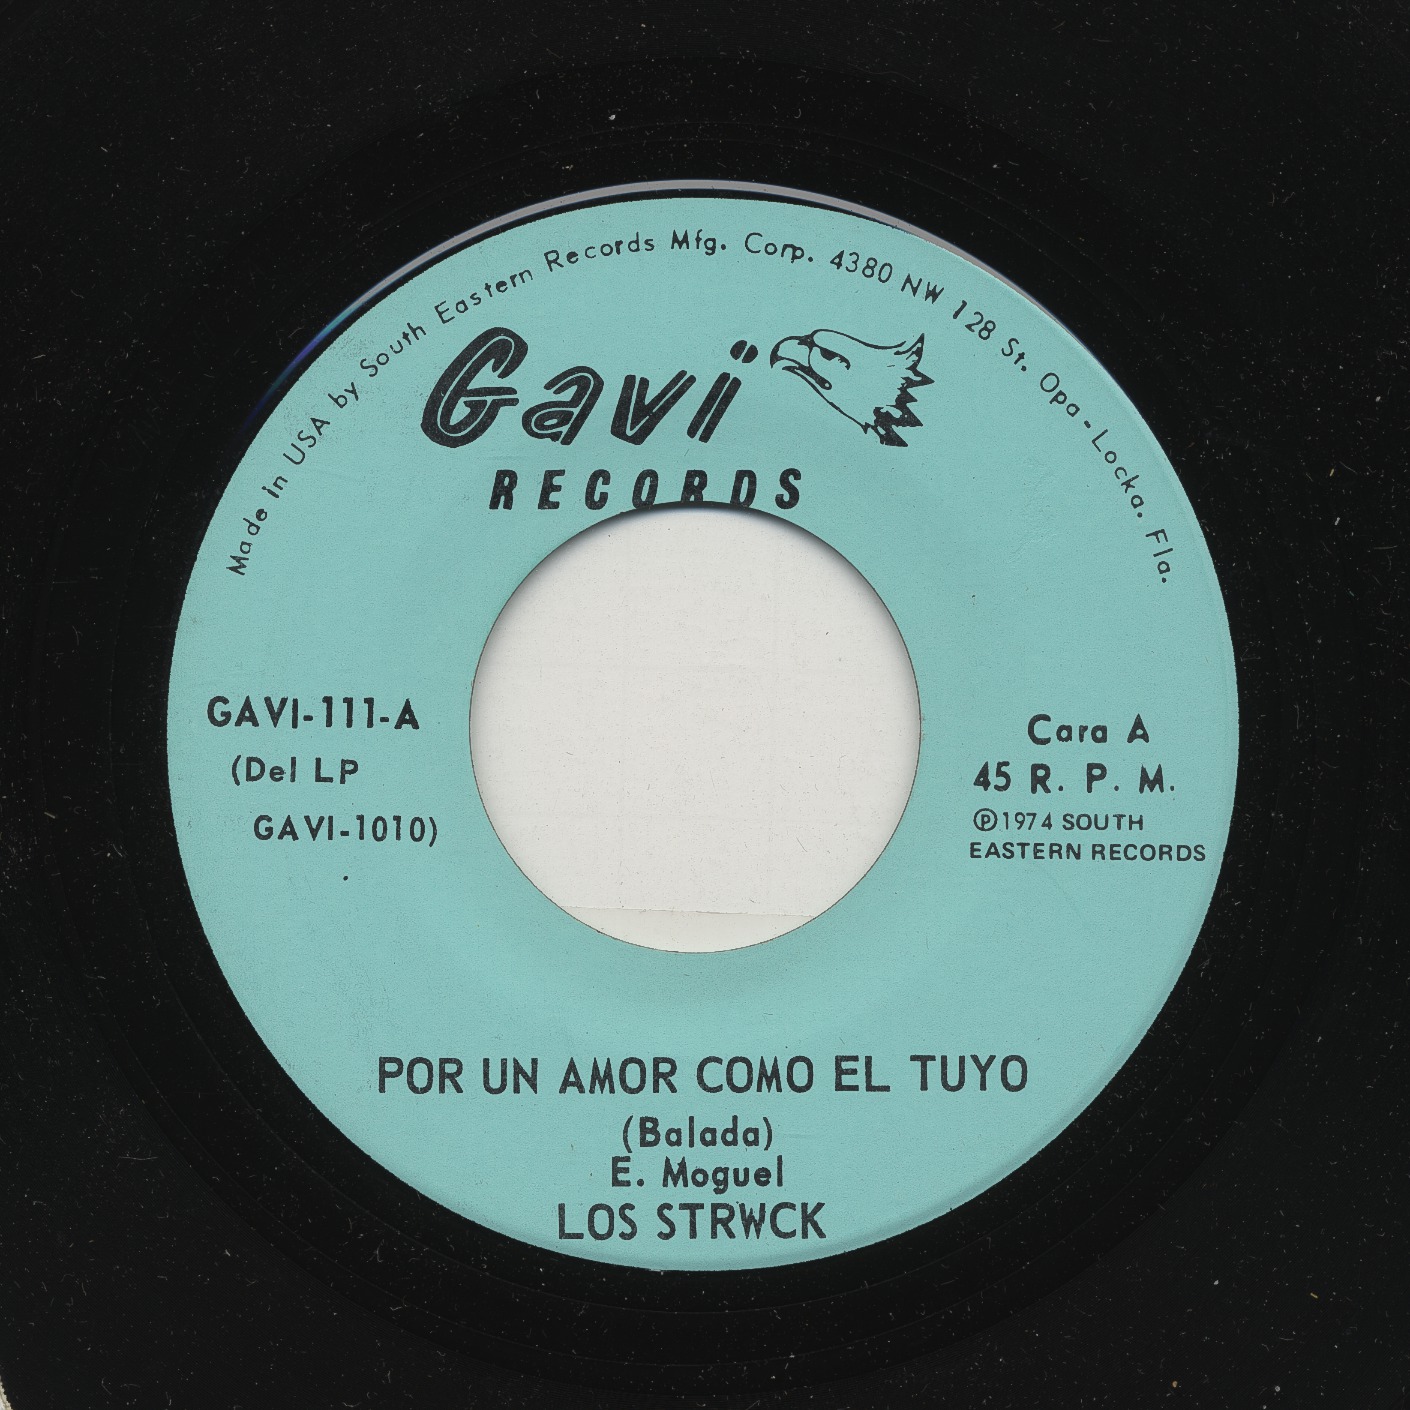 Made in USA by South Eastern Records Mfg. Corp. 4380 NW 128 St. Opa-Locka. Fla.
Gavi
RECORDS
GAVI-111-A
(Del LP
GAVI-1010)
Cara A
45 R. P. M.
℗1974 SOUTH
EASTERN RECORDS
POR UN AMOR COMO EL TUYO
(Balada)
E. Moguel
LOS STRWCK